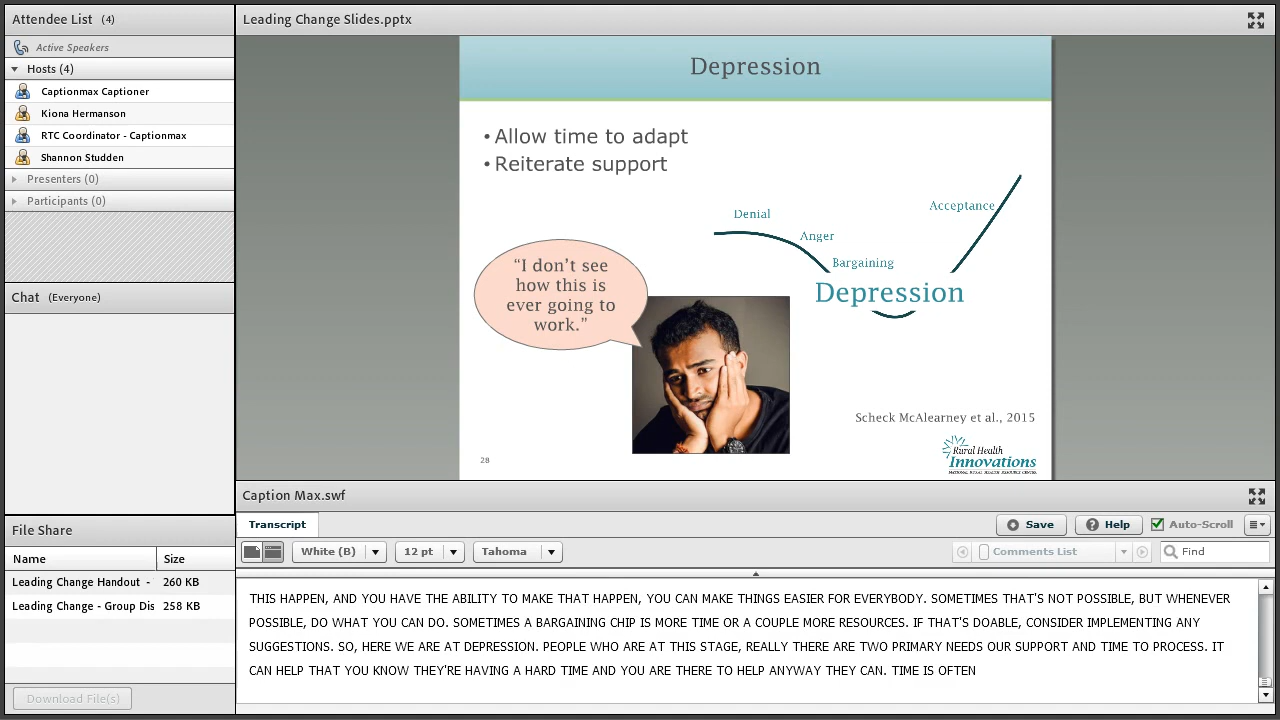 Attendee List (4)
Active Speakers
Hosts (4)
Captionmax Captioner
Kiona Hermanson
RTC Coordinator - Captionmax
Shannon Studden
Presenters (0)
Participants (0)
Chat (Everyone)
File Share
Name Size
Leading Change Handout - 260 KB
Leading Change - Group Dis 258 KB
Download File(s)
Leading Change Slides.pptx
Depression
• Allow time to adapt
• Reiterate support
Denial
Anger
Bargaining
Depression
Acceptance
“I don’t see
how this is
ever going to
work.”
Scheck McAlearney et al., 2015
28
Rural Health
Innovations
NATIONAL RURAL HEALTH RESOURCE CENTER
Caption Max.swf
Transcript
Save Help Auto-Scroll
White (B) 12 pt Tahoma Comments List Find
THIS HAPPEN, AND YOU HAVE THE ABILITY TO MAKE THAT HAPPEN, YOU CAN MAKE THINGS EASIER FOR EVERYBODY. SOMETIMES THAT'S NOT POSSIBLE, BUT WHENEVER
POSSIBLE, DO WHAT YOU CAN DO. SOMETIMES A BARGAINING CHIP IS MORE TIME OR A COUPLE MORE RESOURCES. IF THAT'S DOABLE, CONSIDER IMPLEMENTING ANY
SUGGESTIONS. SO, HERE WE ARE AT DEPRESSION. PEOPLE WHO ARE AT THIS STAGE, REALLY THERE ARE TWO PRIMARY NEEDS OUR SUPPORT AND TIME TO PROCESS. IT
CAN HELP THAT YOU KNOW THEY'RE HAVING A HARD TIME AND YOU ARE THERE TO HELP ANYWAY THEY CAN. TIME IS OFTEN